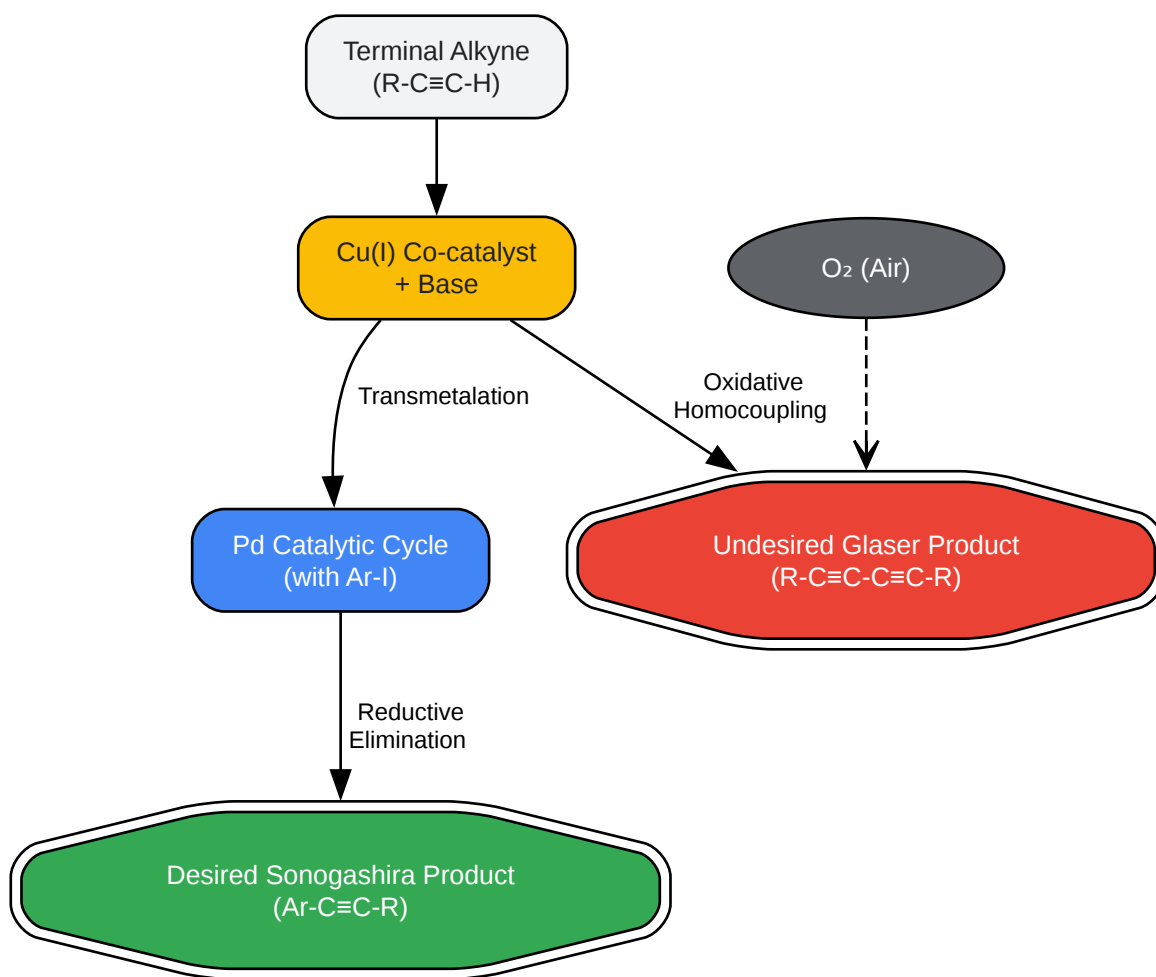 Terminal Alkyne
(R-C≡C-H)
Cu(I) Co-catalyst
+ Base
O₂ (Air)
Transmetalation
Oxidative
Homocoupling
Pd Catalytic Cycle
(with Ar-I)
Undesired Glaser Product
(R-C≡C-C≡C-R)
Reductive
Elimination
Desired Sonogashira Product
(Ar-C≡C-R)